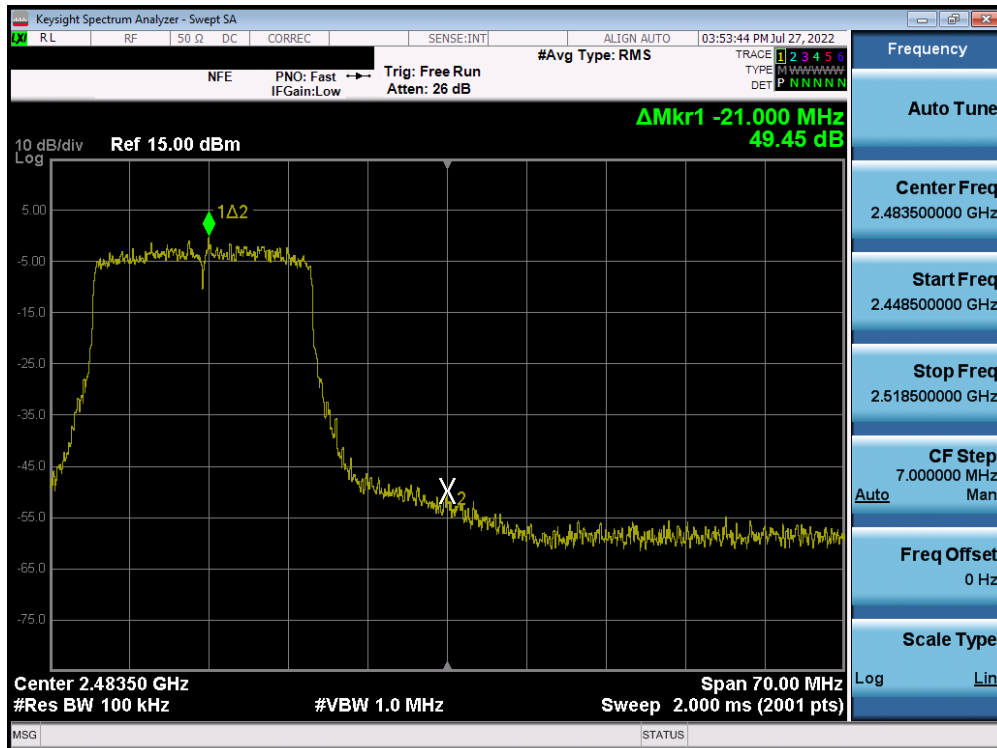 Keysight Spectrum Analyzer - Swept SA
LXI RL RF 50 Ω DC CORREC SENSE:INT ALIGN AUTO 03:53:44 PM Jul 27, 2022
NFE PNO: Fast Trig: Free Run #Avg Type: RMS TRACE 1 2 3 4 5 6
IFGain:Low Atten: 26 dB TYPE M W W W W W
DET P N N N N N
ΔMkr1 -21.000 MHz
49.45 dB
10 dB/div Ref 15.00 dBm
Log
5.00
1Δ2
-5.00
-15.0
-25.0
-35.0
-45.0
X2
-55.0
-65.0
-75.0
Center 2.48350 GHz Span 70.00 MHz
#Res BW 100 kHz #VBW 1.0 MHz Sweep 2.000 ms (2001 pts)
MSG STATUS
Frequency
Auto Tune
Center Freq
2.483500000 GHz
Start Freq
2.448500000 GHz
Stop Freq
2.518500000 GHz
CF Step
7.000000 MHz
Auto Man
Freq Offset
0 Hz
Scale Type
Log Lin